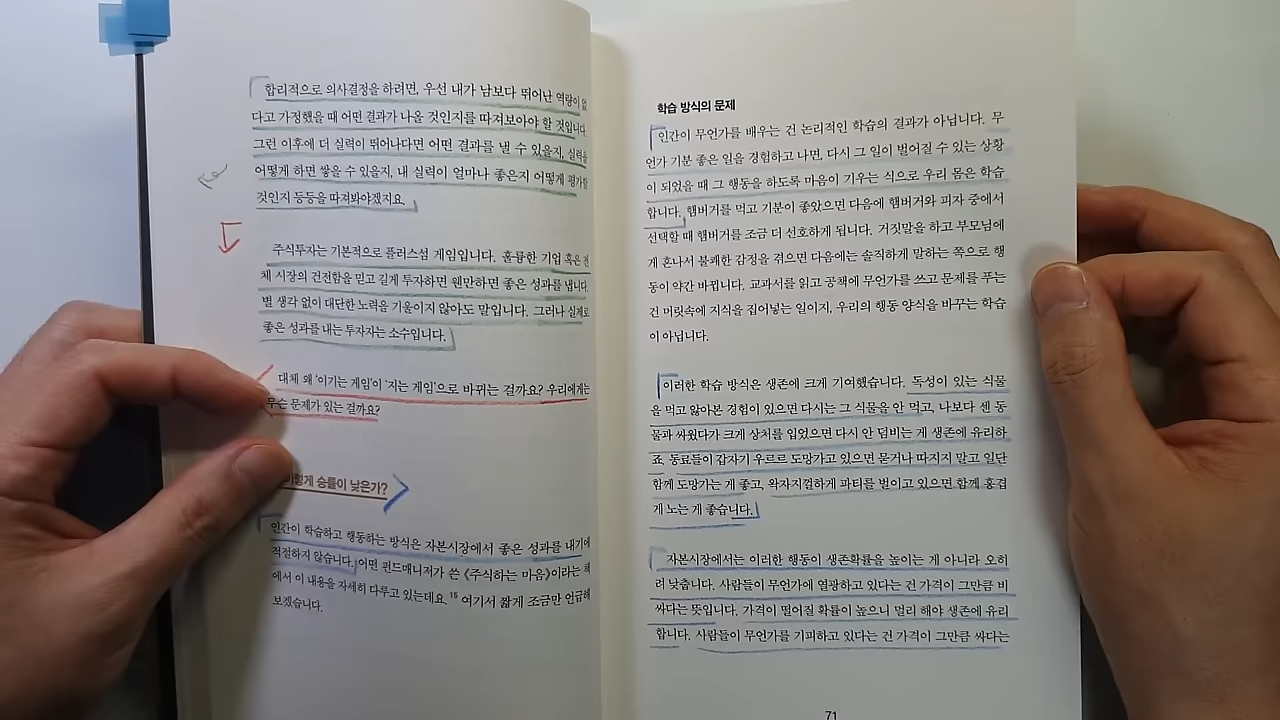 합리적으로 의사결정을 하려면, 우선 내가 남보다 뛰어난 역량이 없
다고 가정했을 때 어떤 결과가 나올 것인지를 따져보아야 할 것입니다.
그런 이후에 더 실력이 뛰어나다면 어떤 결과를 낼 수 있을지, 실력을
어떻게 하면 쌓을 수 있을지, 내 실력이 얼마나 좋은지 어떻게 평가할
것인지 등등을 따져봐야겠지요.
주식투자는 기본적으로 플러스섬 게임입니다. 훌륭한 기업 혹은 전
체 시장의 건전함을 믿고 길게 투자하면 웬만하면 좋은 성과를 냅니다.
별 생각 없이 대단한 노력을 기울이지 않아도 말입니다. 그러나 실제로
좋은 성과를 내는 투자자는 소수입니다.
대체 왜 '이기는 게임'이 '지는 게임'으로 바뀌는 걸까요? 우리에게는
무슨 문제가 있는 걸까요?
승률이 낮은가?
인간이 학습하고 행동하는 방식은 자본시장에서 좋은 성과를 내기에
적절하지 않습니다. 어떤 펀드매니저가 쓴 《주식하는 마음》이라는 책
에서 이 내용을 자세히 다루고 있는데요.¹⁵ 여기서 짧게 조금만 언급해
보겠습니다.
학습 방식의 문제
인간이 무언가를 배우는 건 논리적인 학습의 결과가 아닙니다. 무
언가 기분 좋은 일을 경험하고 나면, 다시 그 일이 벌어질 수 있는 상황
이 되었을 때 그 행동을 하도록 마음이 기우는 식으로 우리 몸은 학습
합니다. 햄버거를 먹고 기분이 좋았으면 다음에 햄버거와 피자 중에서
선택할 때 햄버거를 조금 더 선호하게 됩니다. 거짓말을 하고 부모님에
게 혼나서 불쾌한 감정을 겪으면 다음에는 솔직하게 말하는 쪽으로 행
동이 약간 바뀝니다. 교과서를 읽고 공책에 무언가를 쓰고 문제를 푸는
건 머릿속에 지식을 집어넣는 일이지, 우리의 행동 양식을 바꾸는 학습
이 아닙니다.
이러한 학습 방식은 생존에 크게 기여했습니다. 독성이 있는 식물
을 먹고 앓아본 경험이 있으면 다시는 그 식물을 안 먹고, 나보다 센 동
물과 싸웠다가 크게 상처를 입었으면 다시 안 덤비는 게 생존에 유리하
죠. 동료들이 갑자기 우르르 도망가고 있으면 묻거나 따지지 말고 일단
함께 도망가는 게 좋고, 왁자지껄하게 파티를 벌이고 있으면 함께 흥겹
게 노는 게 좋습니다.
자본시장에서는 이러한 행동이 생존확률을 높이는 게 아니라 오히
려 낮춥니다. 사람들이 무언가에 열광하고 있다는 건 가격이 그만큼 비
싸다는 뜻입니다. 가격이 떨어질 확률이 높으니 멀리 해야 생존에 유리
합니다. 사람들이 무언가를 기피하고 있다는 건 가격이 그만큼 싸다는
71